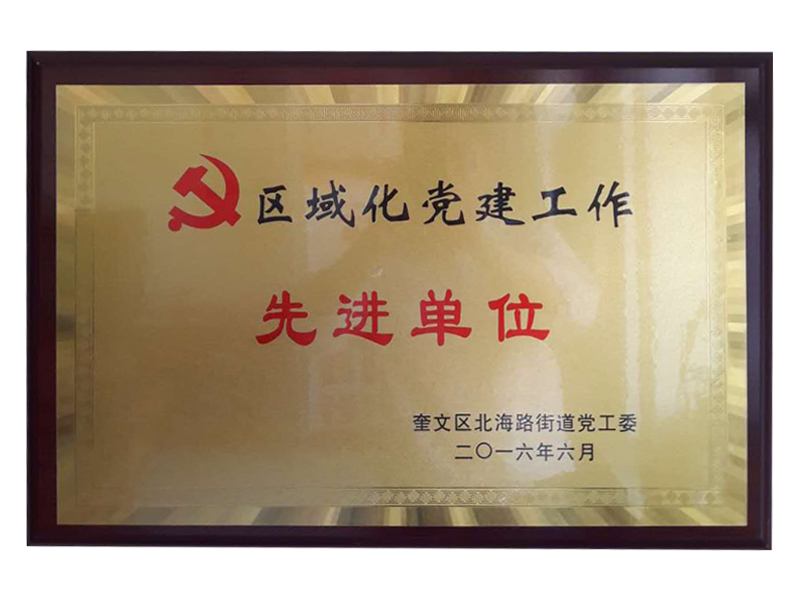 区域化党建工作
先进单位
奎文区北海路街道党工委
二〇一六年六月